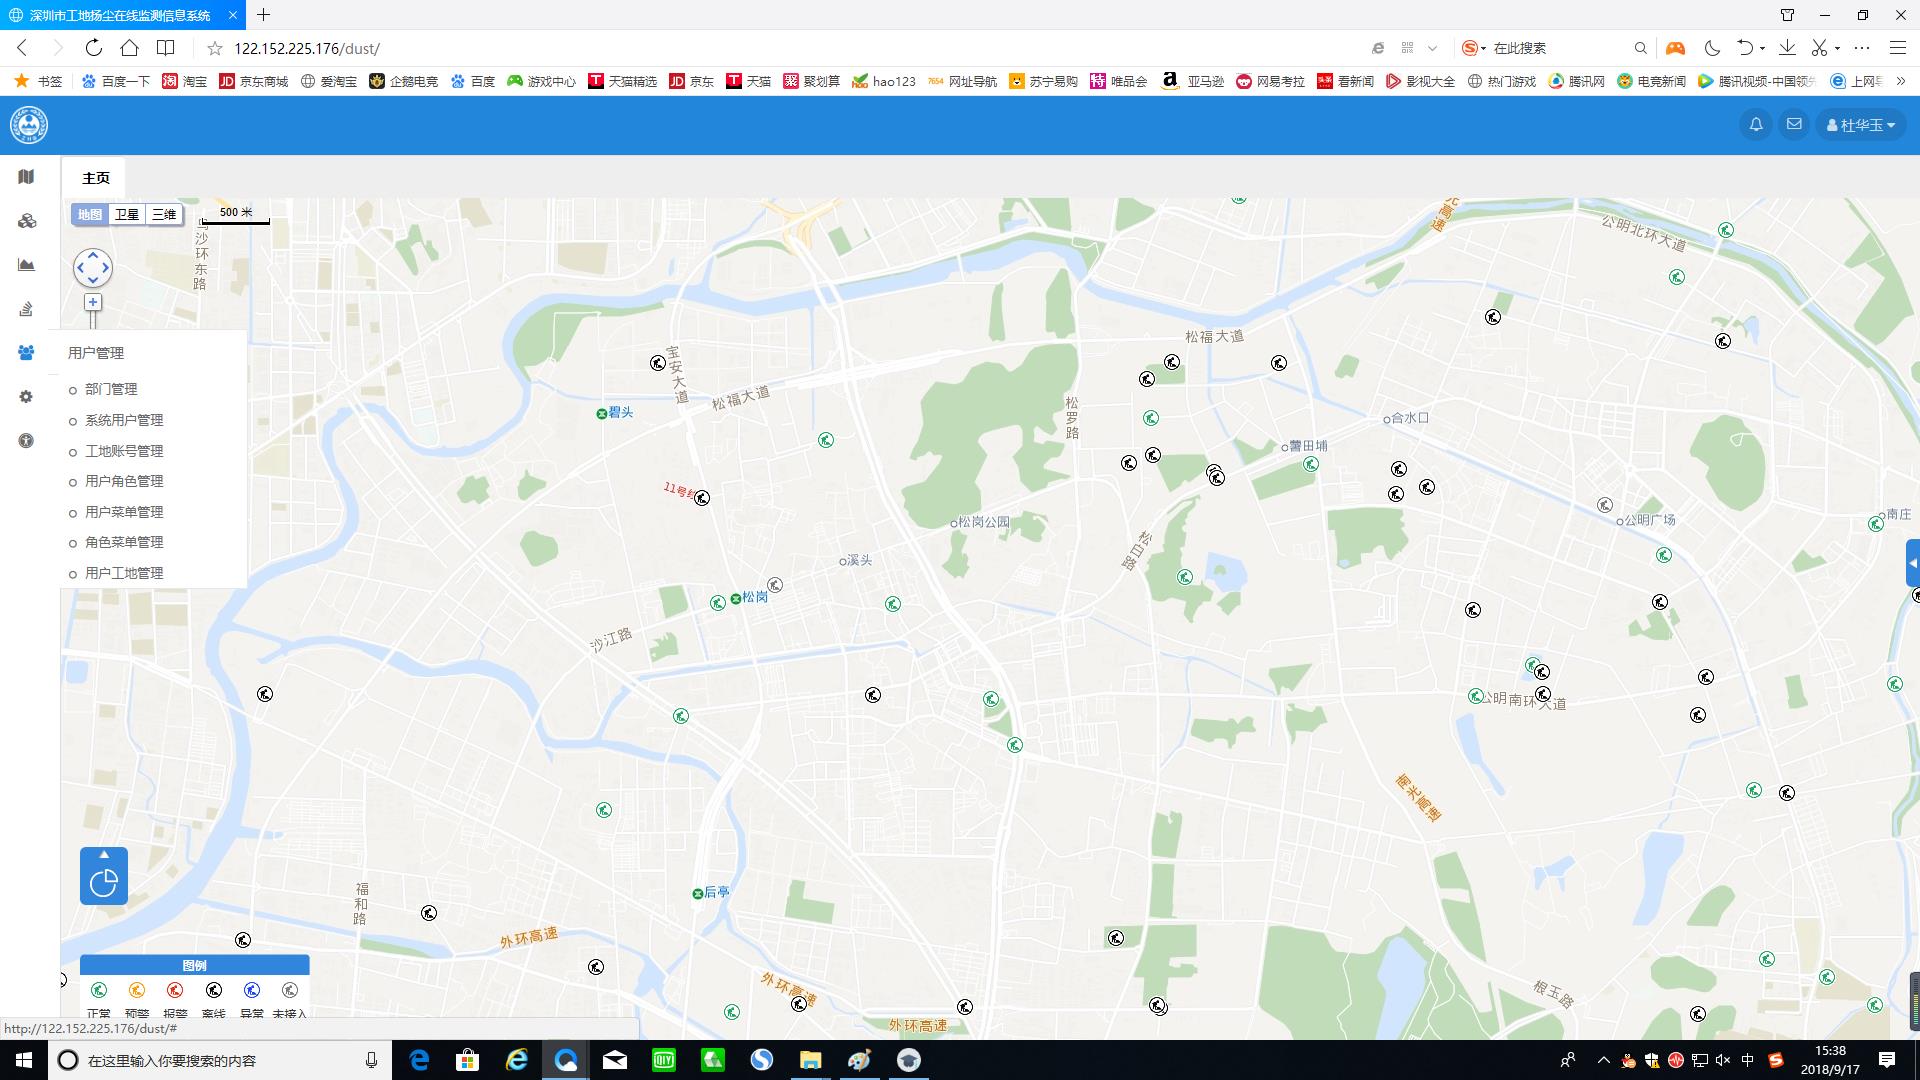 深圳市工地扬尘在线监测信息系统
122.152.225.176/dust/
在此搜索
书签 百度一下 淘宝 京东商城 爱淘宝 企鹅电竞 百度 游戏中心 天猫精选 京东 天猫 聚划算 hao123 网址导航 苏宁易购 唯品会 亚马逊 网易考拉 看新闻 影视大全 热门游戏 腾讯网 电竞新闻 腾讯视频-中国领先 上网导
杜华玉
主页
地图 卫星 三维
500 米
沙环东路
公明北环大道
松福大道
宝安大道
松福大道
碧头
松罗路
合水口
薯田埔
11号线
松岗公园
公明广场
南庄
松白路
溪头
松岗
沙江路
公明南环大道
南光高速
后亭
福和路
外环高速
外环高速
外环高速
根玉路
用户管理
部门管理
系统用户管理
工地账号管理
用户角色管理
用户菜单管理
角色菜单管理
用户工地管理
图例
正常 预警 报警 离线 异常 未接入
http://122.152.225.176/dust/#
在这里输入你要搜索的内容
中
15:38
2018/9/17